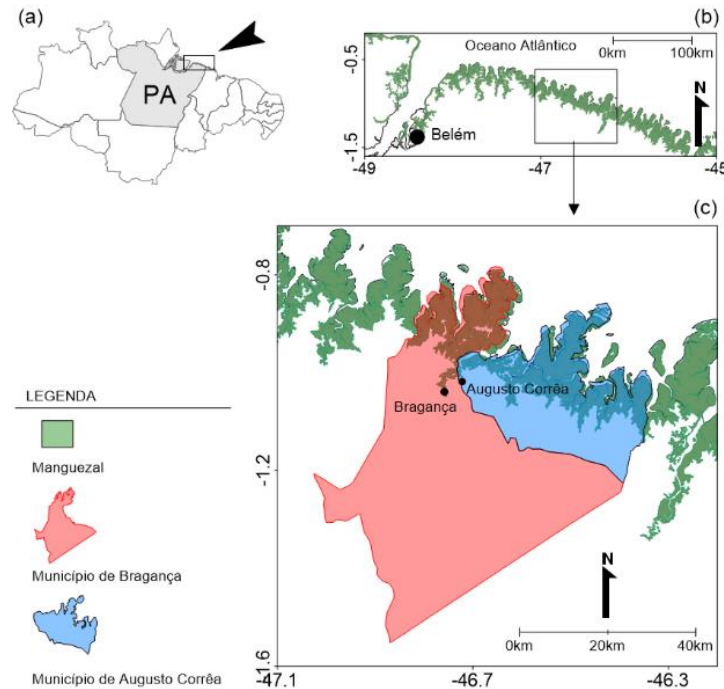 (a)
PA
(b)
Oceano Atlântico
0km 100km
-0.5
-1.5
Belém
N
-49
-47
-45
(c)
-0.8
-1.2
-1.6
Augusto Corrêa
Bragança
N
0km 20km 40km
-47.1
-46.7
-46.3
LEGENDA
Manguezal
Município de Bragança
Município de Augusto Corrêa